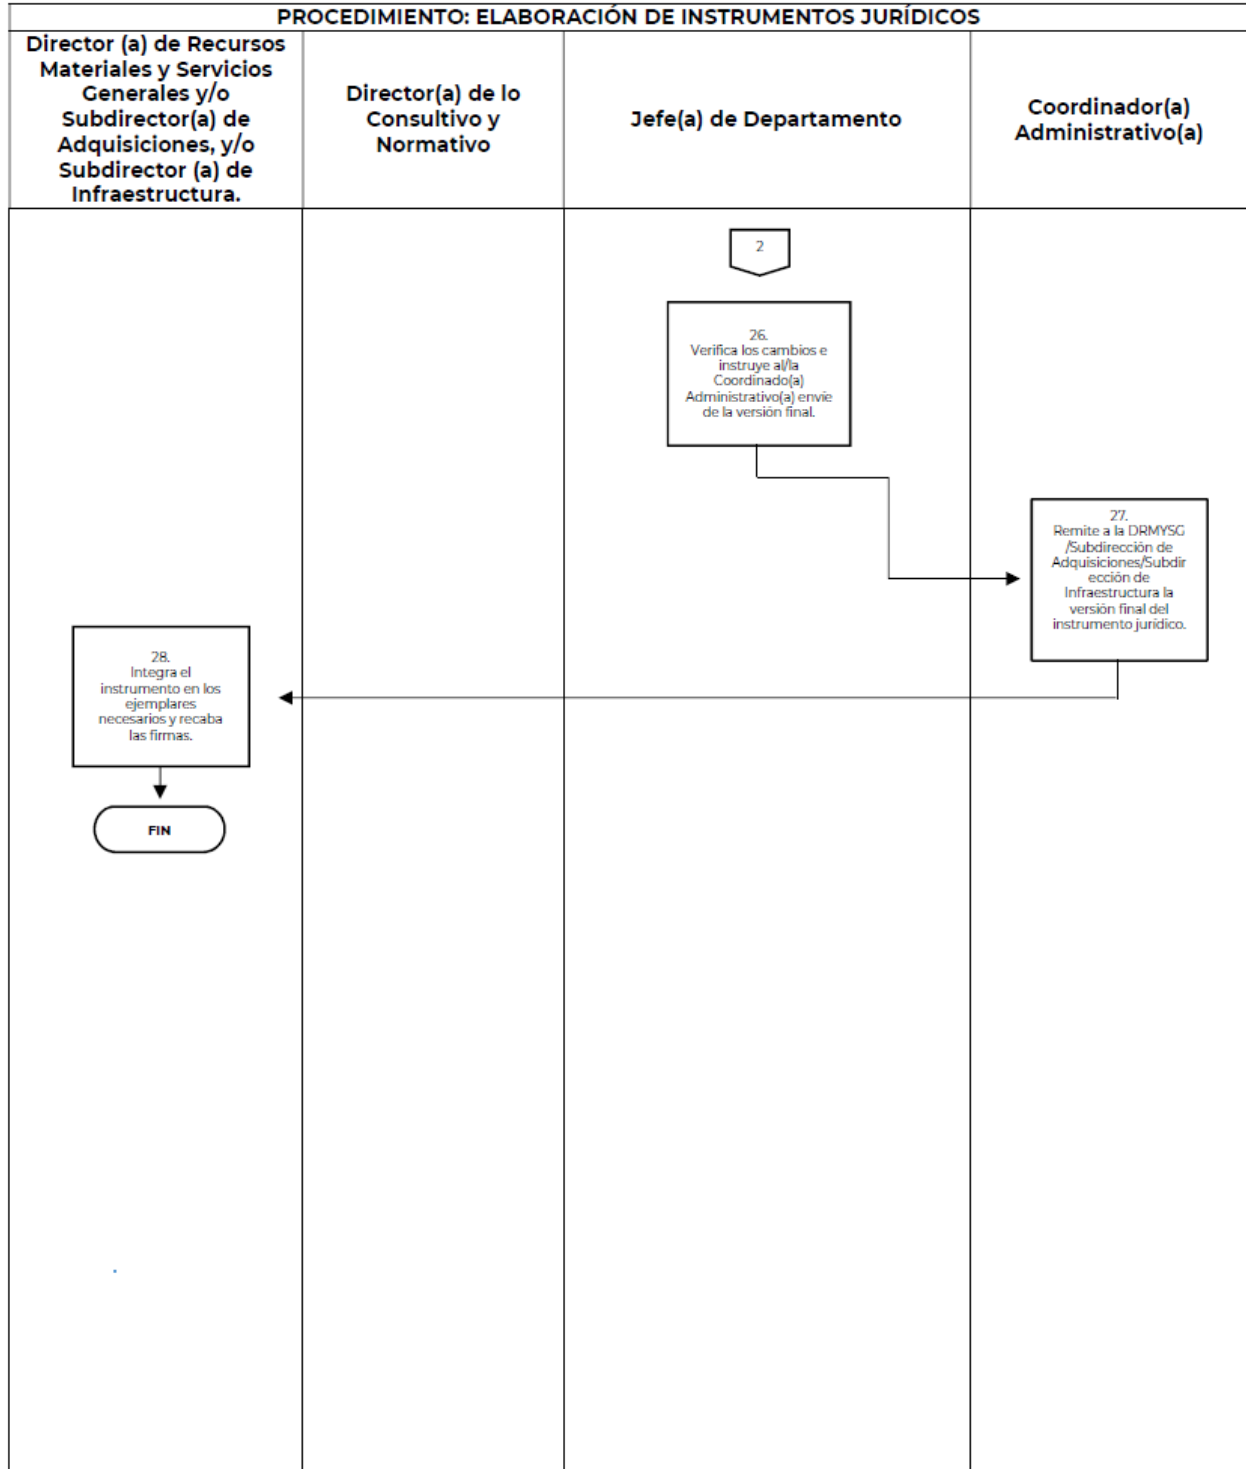 PROCEDIMIENTO: ELABORACIÓN DE INSTRUMENTOS JURÍDICOS
Director (a) de Recursos
Materiales y Servicios
Generales y/o
Subdirector(a) de
Adquisiciones, y/o
Subdirector (a) de
Infraestructura.
Director(a) de lo
Consultivo y
Normativo
Jefe(a) de Departamento
Coordinador(a)
Administrativo(a)
2
26.
Verifica los cambios e
instruye al/la
Coordinado(a)
Administrativo(a) envíe
de la versión final.
27.
Remite a la DRMYSG
/Subdirección de
Adquisiciones/Subdir
ección de
Infraestructura la
versión final del
instrumento jurídico.
28.
Integra el
instrumento en los
ejemplares
necesarios y recaba
las firmas.
FIN